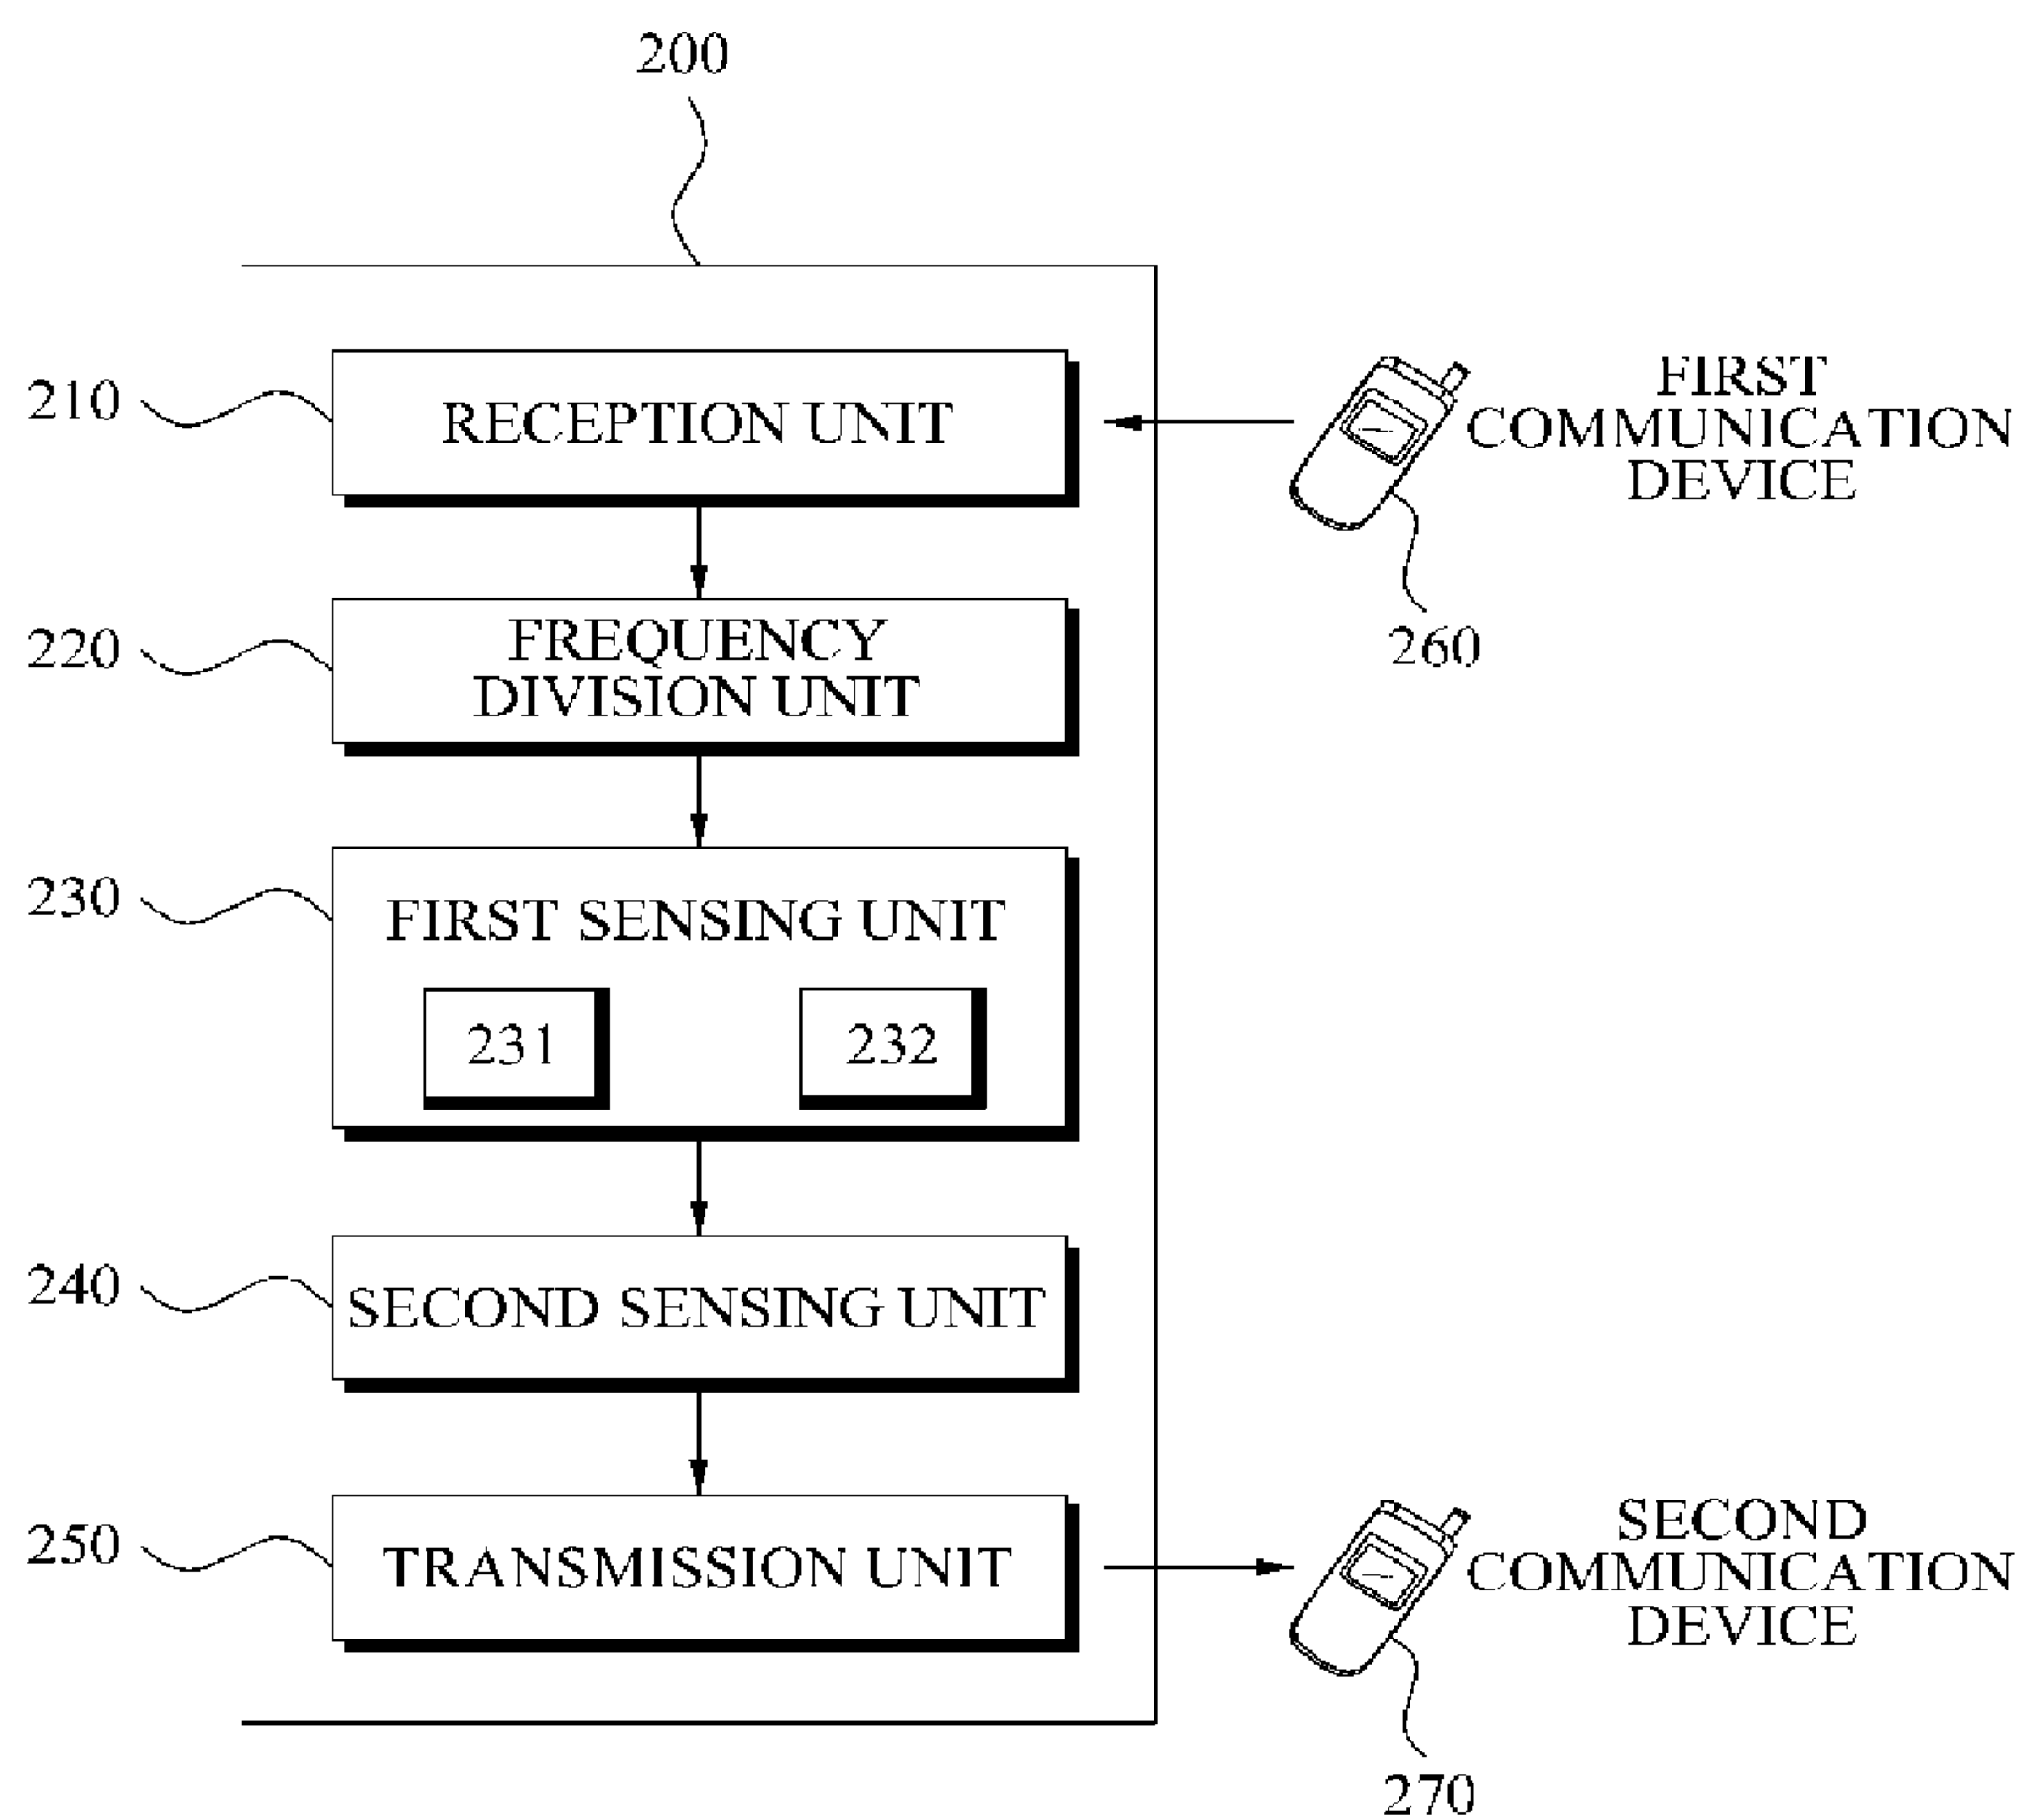 200
210
RECEPTION UNIT
FIRST
COMMUNICATION
DEVICE
260
220
FREQUENCY
DIVISION UNIT
230
FIRST SENSING UNIT
231
232
240
SECOND SENSING UNIT
250
TRANSMISSION UNIT
SECOND
COMMUNICATION
DEVICE
270